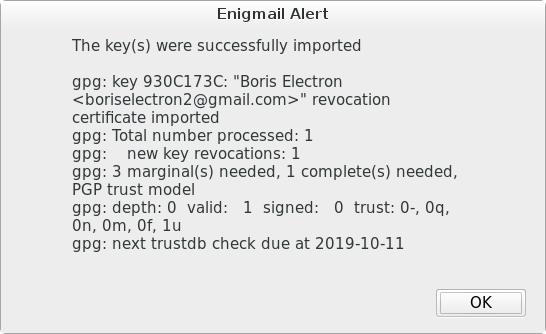 Enigmail Alert
The key(s) were successfully imported
gpg: key 930C173C: "Boris Electron
<boriselectron2@gmail.com>" revocation
certificate imported
gpg: Total number processed: 1
gpg:    new key revocations: 1
gpg: 3 marginal(s) needed, 1 complete(s) needed,
PGP trust model
gpg: depth: 0  valid:   1  signed:   0  trust: 0-, 0q,
0n, 0m, 0f, 1u
gpg: next trustdb check due at 2019-10-11
OK